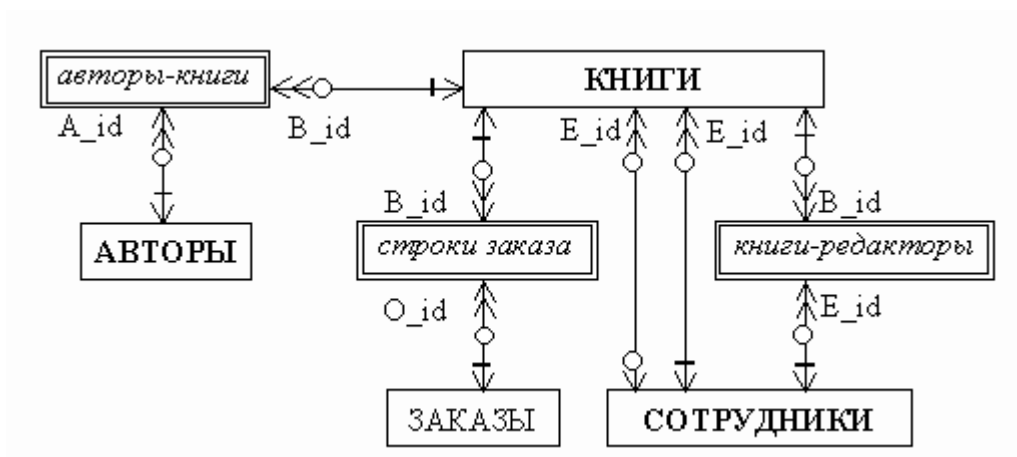 авторы-книги
КНИГИ
A_id
B_id
E_id
E_id
B_id
B_id
АВТОРЫ
строки заказа
книги-редакторы
O_id
E_id
ЗАКАЗЫ
СОТРУДНИКИ